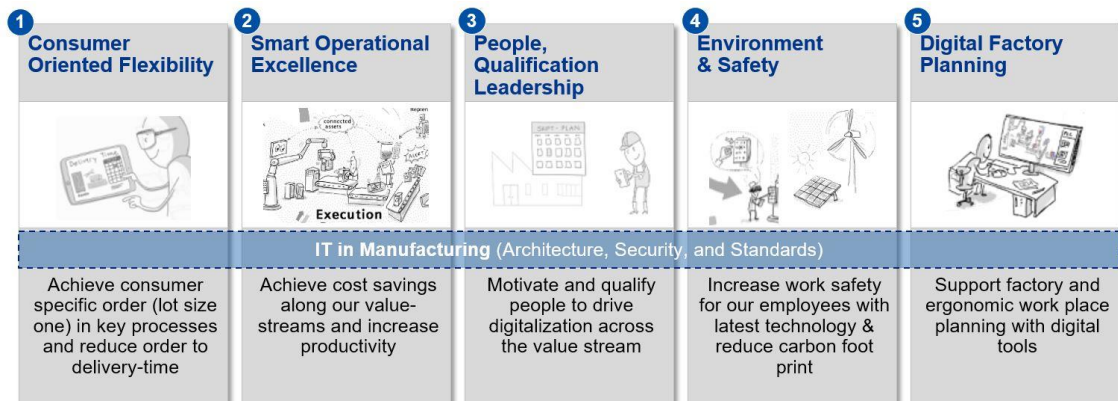 1
Consumer
Oriented Flexibility
2
Smart Operational
Excellence
3
People,
Qualification
Leadership
4
Environment
& Safety
5
Digital Factory
Planning
Delivery Time
connected
assets
Execution
SHIFT-PLAN
IT in Manufacturing (Architecture, Security, and Standards)
Achieve consumer
specific order (lot size
one) in key processes
and reduce order to
delivery-time
Achieve cost savings
along our value-
streams and increase
productivity
Motivate and qualify
people to drive
digitalization across
the value stream
Increase work safety
for our employees with
latest technology &
reduce carbon foot
print
Support factory and
ergonomic work place
planning with digital
tools